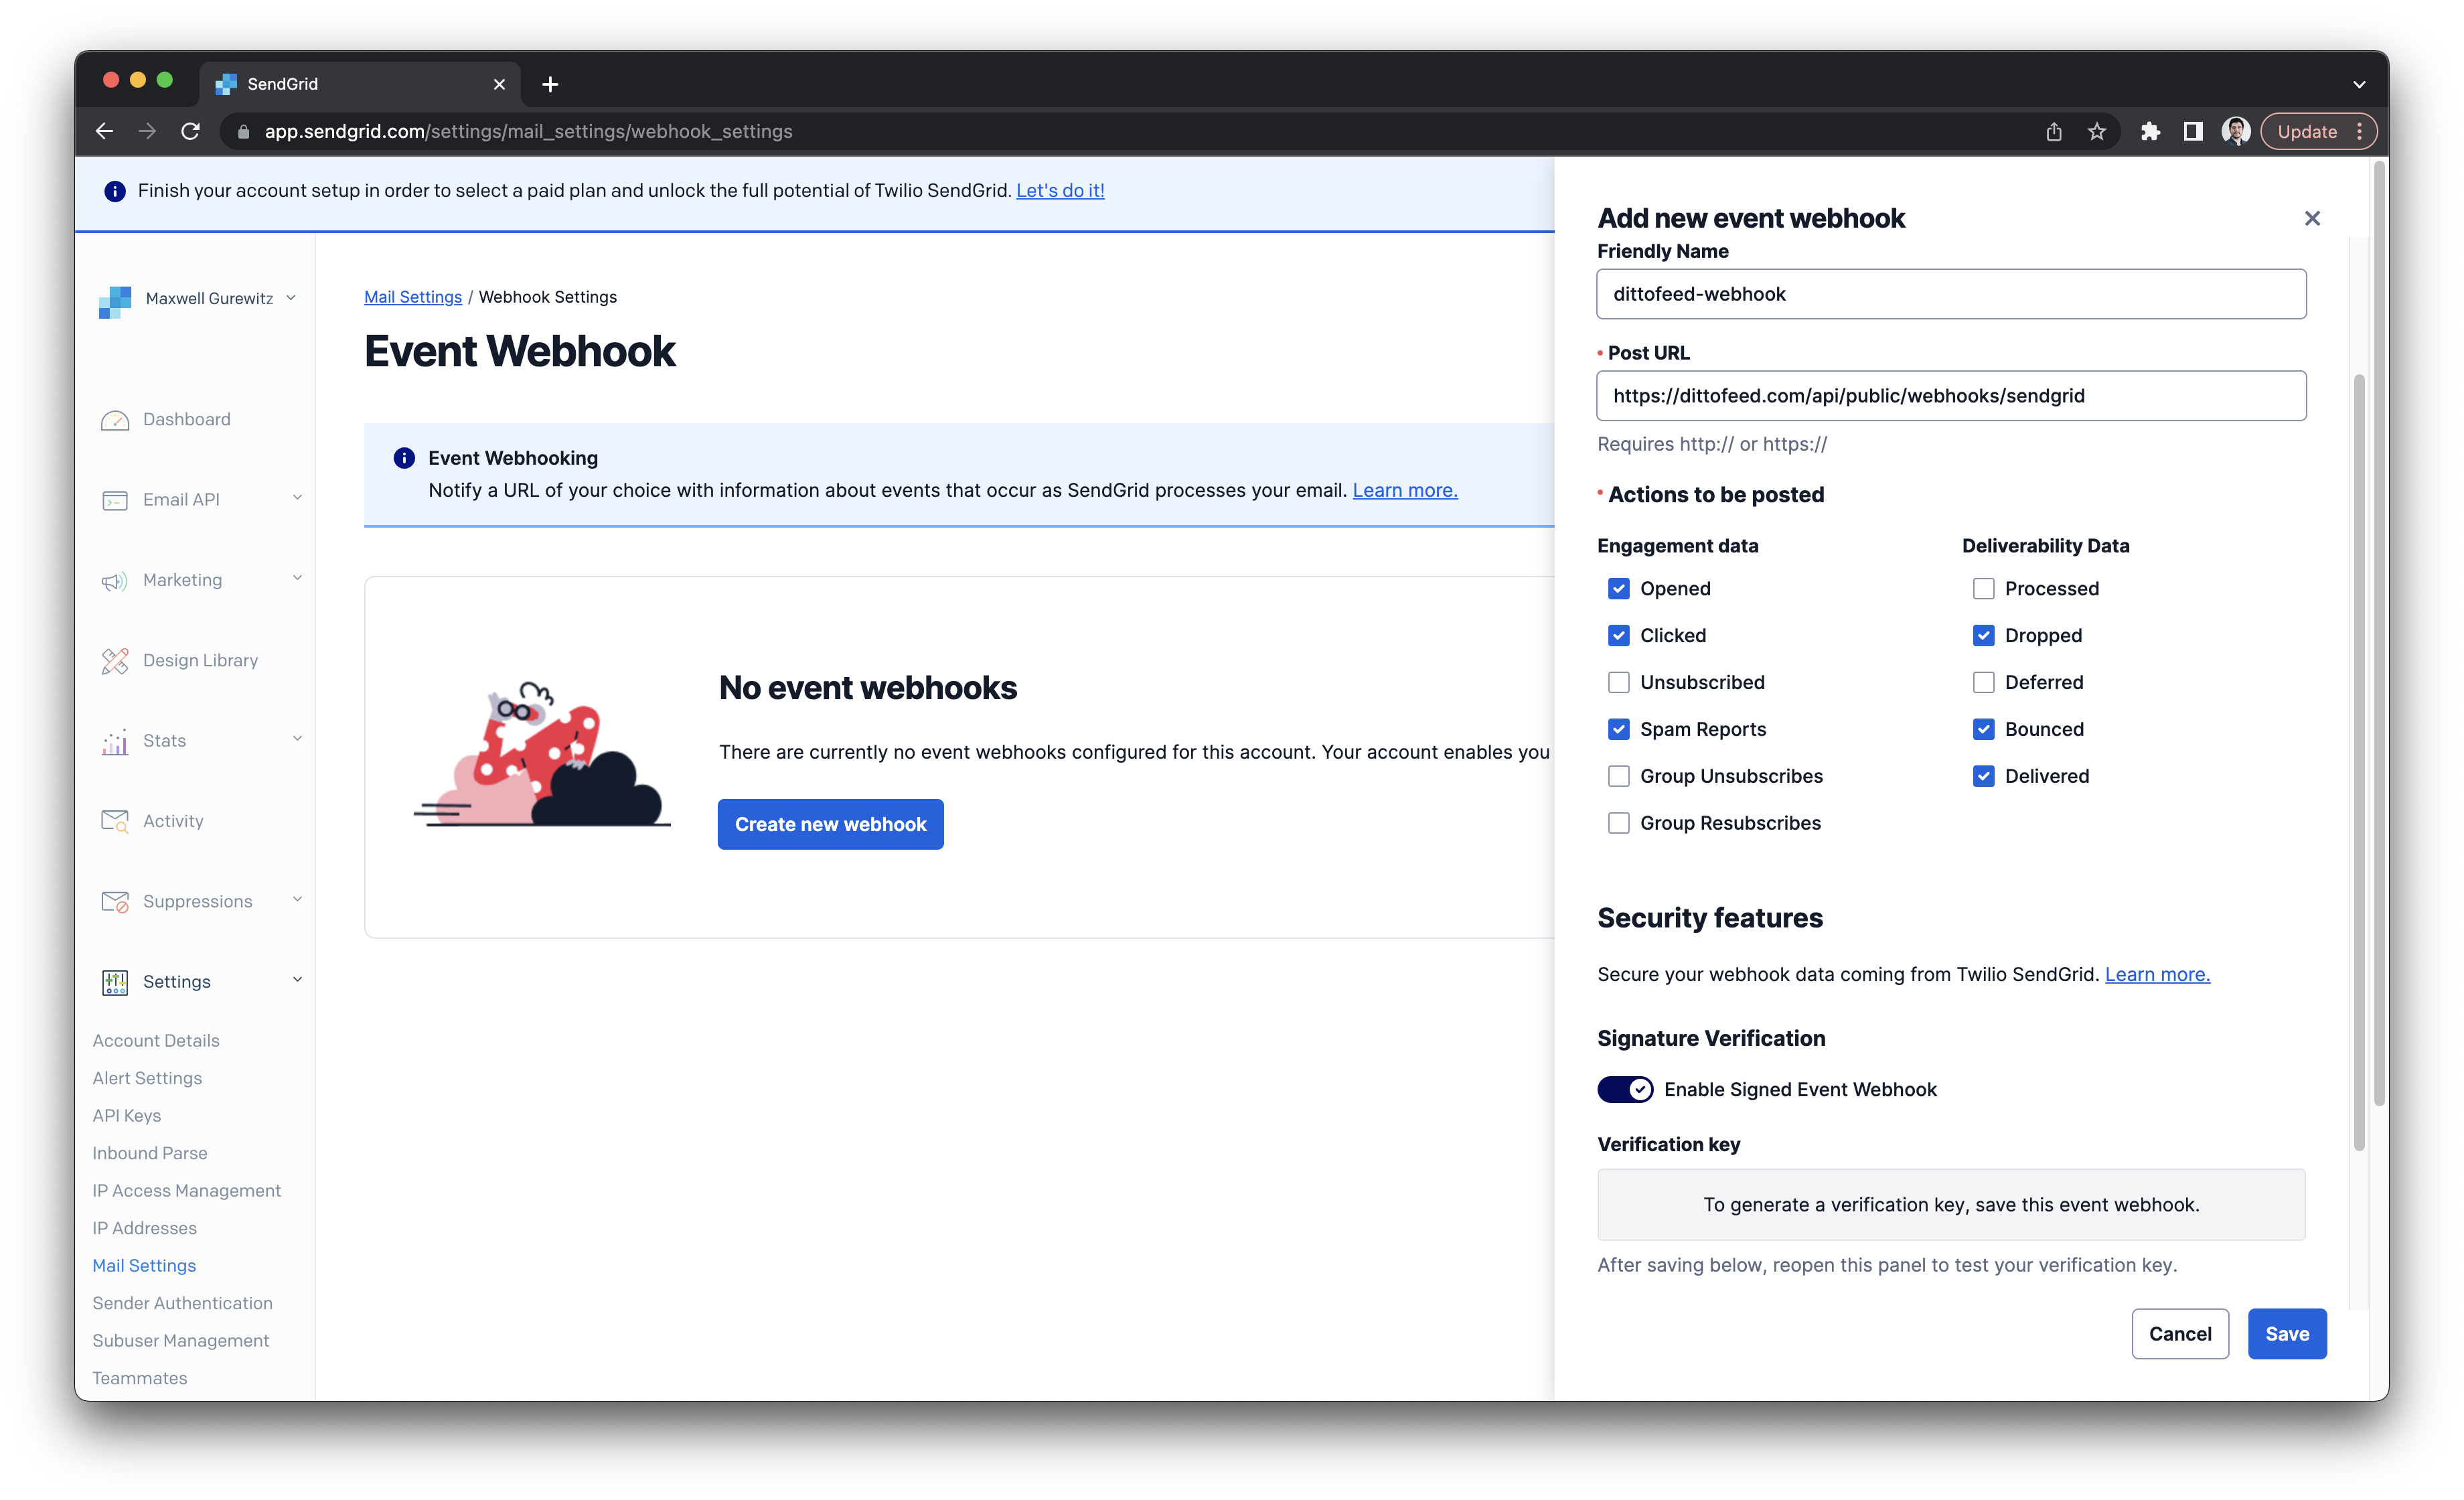 SendGrid
app.sendgrid.com/settings/mail_settings/webhook_settings
Update
Finish your account setup in order to select a paid plan and unlock the full potential of Twilio SendGrid. Let's do it!
Maxwell Gurewitz
Dashboard
Email API
Marketing
Design Library
Stats
Activity
Suppressions
Settings
Account Details
Alert Settings
API Keys
Inbound Parse
IP Access Management
IP Addresses
Mail Settings
Sender Authentication
Subuser Management
Teammates
Mail Settings / Webhook Settings
Event Webhook
Event Webhooking
Notify a URL of your choice with information about events that occur as SendGrid processes your email. Learn more.
No event webhooks
There are currently no event webhooks configured for this account. Your account enables you
Create new webhook
Add new event webhook
Friendly Name
dittofeed-webhook
• Post URL
https://dittofeed.com/api/public/webhooks/sendgrid
Requires http:// or https://
• Actions to be posted
Engagement data
Opened
Clicked
Unsubscribed
Spam Reports
Group Unsubscribes
Group Resubscribes
Deliverability Data
Processed
Dropped
Deferred
Bounced
Delivered
Security features
Secure your webhook data coming from Twilio SendGrid. Learn more.
Signature Verification
Enable Signed Event Webhook
Verification key
To generate a verification key, save this event webhook.
After saving below, reopen this panel to test your verification key.
Cancel
Save